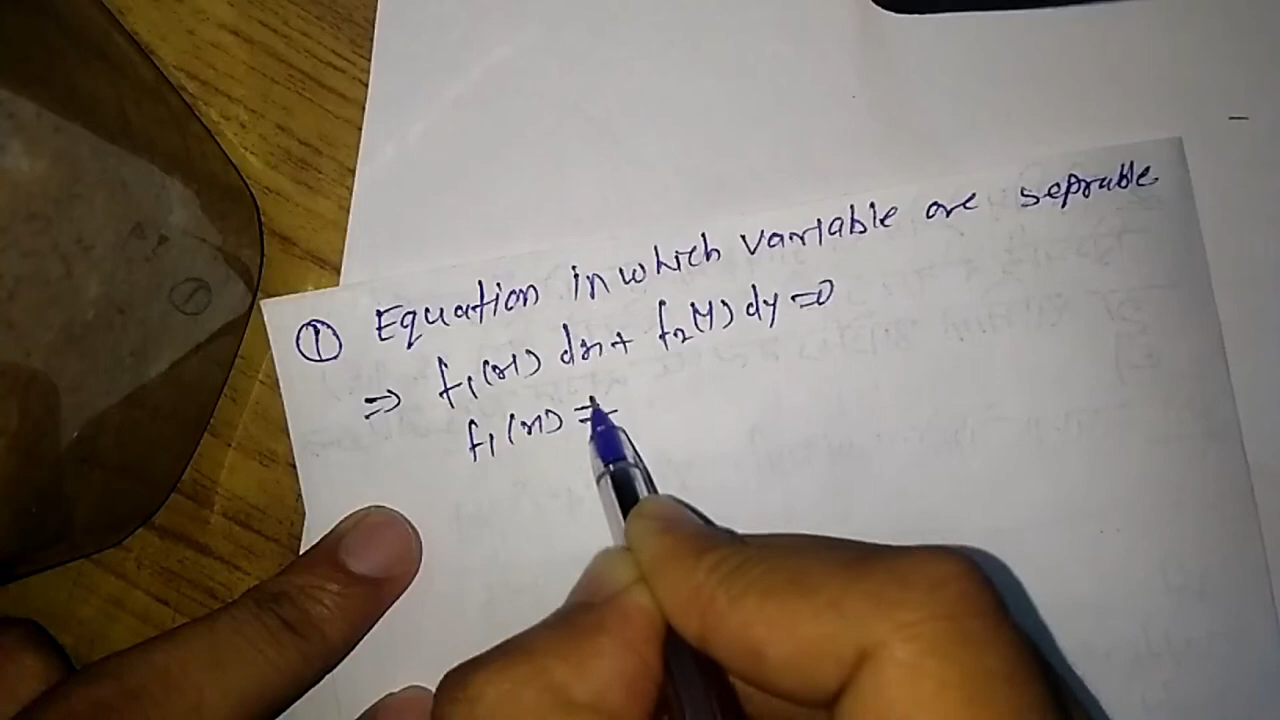 ① Equation in which variable are seprable
⇒ f₁(x) dx + f₂(y) dy = 0
f₁(x) =